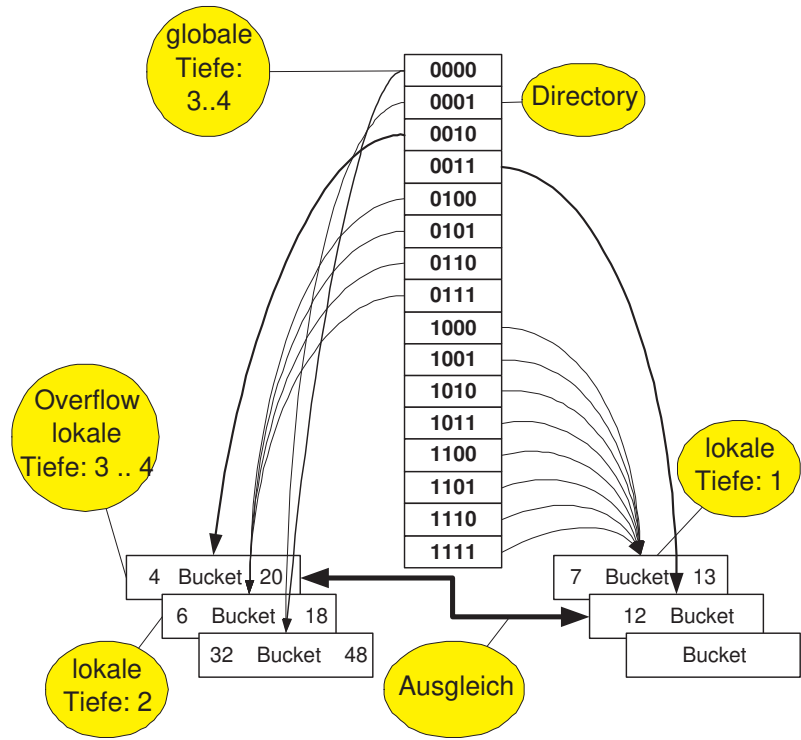 globale
Tiefe:
3..4
0000
0001
Directory
0010
0011
0100
0101
0110
0111
1000
1001
1010
1011
1100
1101
1110
1111
Overflow
lokale
Tiefe: 3 .. 4
lokale
Tiefe: 1
4 Bucket 20
6 Bucket 18
32 Bucket 48
7 Bucket 13
12 Bucket
Bucket
lokale
Tiefe: 2
Ausgleich